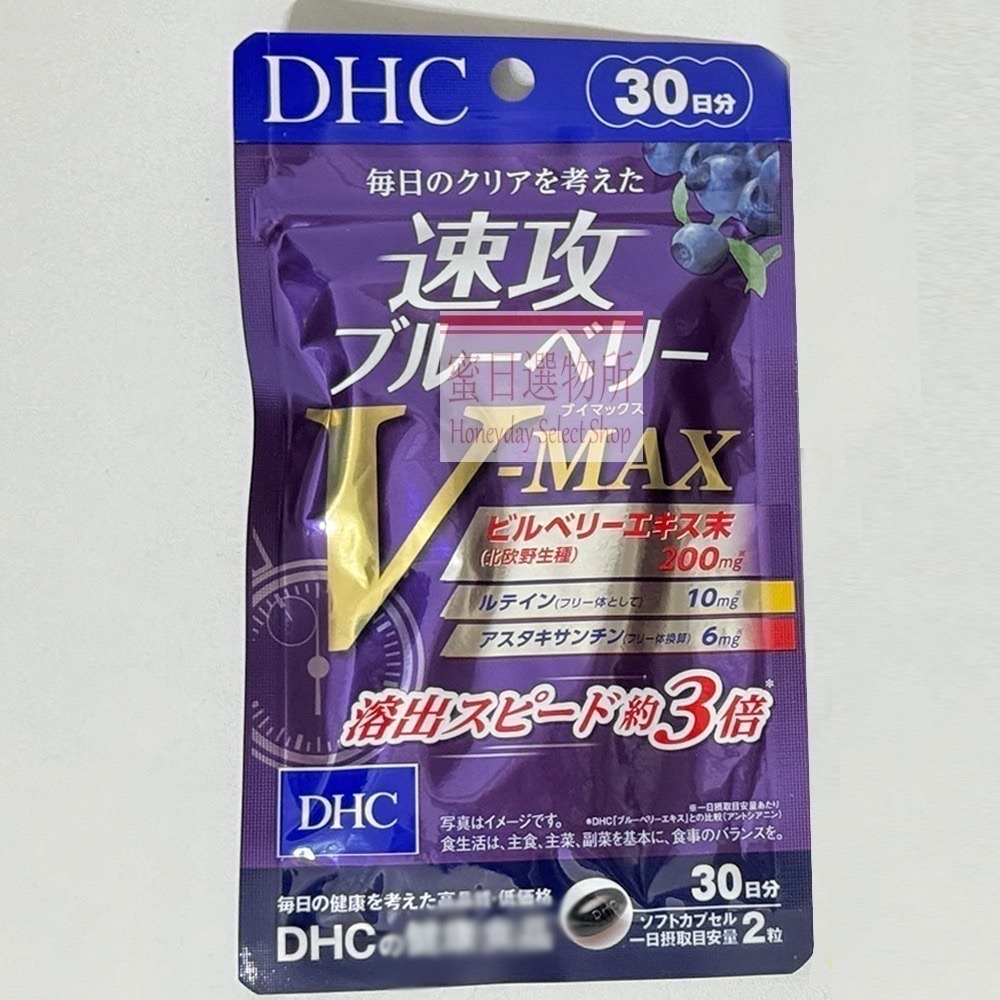 DHC
30日分
毎日のクリアを考えた
速攻
ブルーベリー
蜜日選物所
ブイマックス
Honeyday Select Shop
V-MAX
ビルベリーエキス末
(北欧野生種) 200mg※
ルテイン(フリー体として) 10mg※
アスタキサンチン(フリー体換算) 6mg※
溶出スピード約3倍*
DHC
※一日摂取目安量あたり
写真はイメージです。 *DHC「ブルーベリーエキス」との比較(アントシアニン)
食生活は、主食、主菜、副菜を基本に、食事のバランスを。
毎日の健康を考えた ・低価格
DHCの
DHC
30日分
ソフトカプセル
一日摂取目安量2粒